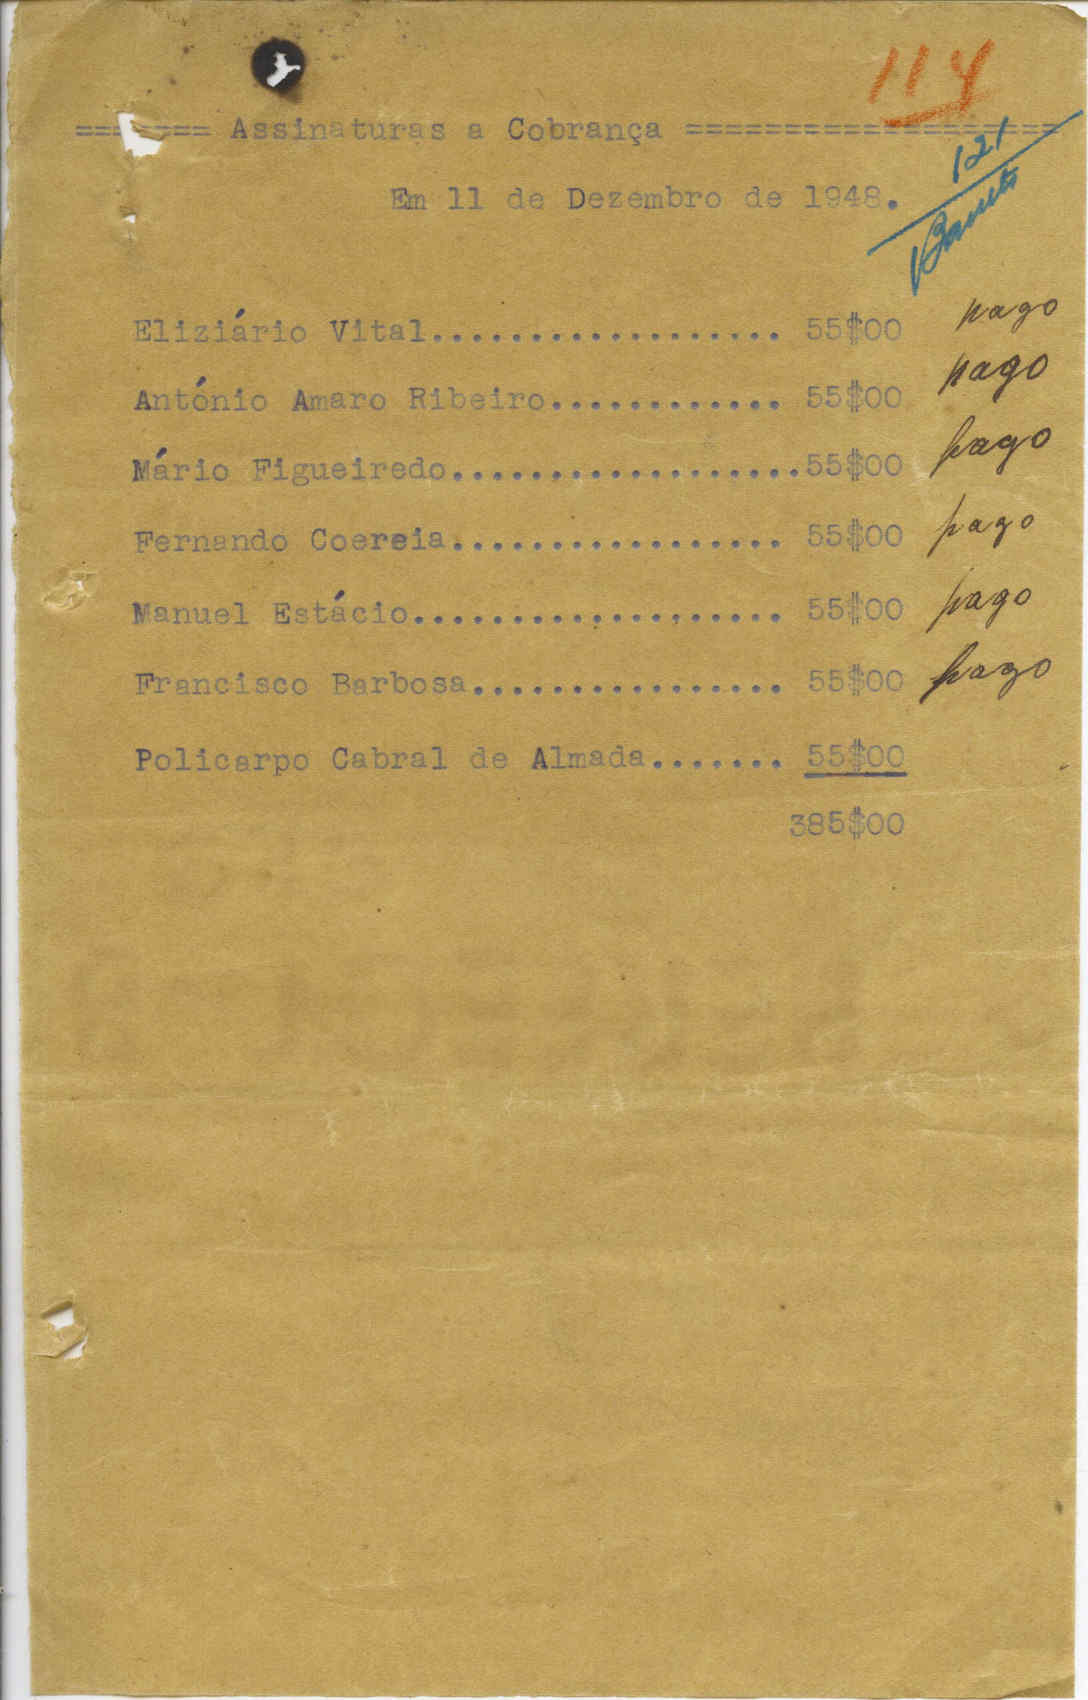 114
======= Assinaturas a Cobrança ===================
121
Em 11 de Dezembro de 1948.
Eliziário Vital.................. 55$00 pago
António Amaro Ribeiro............ 55$00 pago
Mário Figueiredo..................55$00 pago
Fernando Coereia................. 55$00 pago
Manuel Estácio................... 55$00 pago
Francisco Barbosa................ 55$00 pago
Policarpo Cabral de Almada....... 55$00
385$00